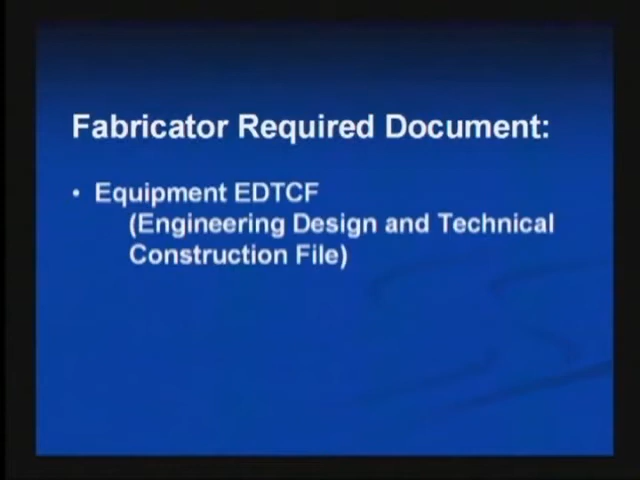 Fabricator Required Document:
• Equipment EDTCF
(Engineering Design and Technical
Construction File)